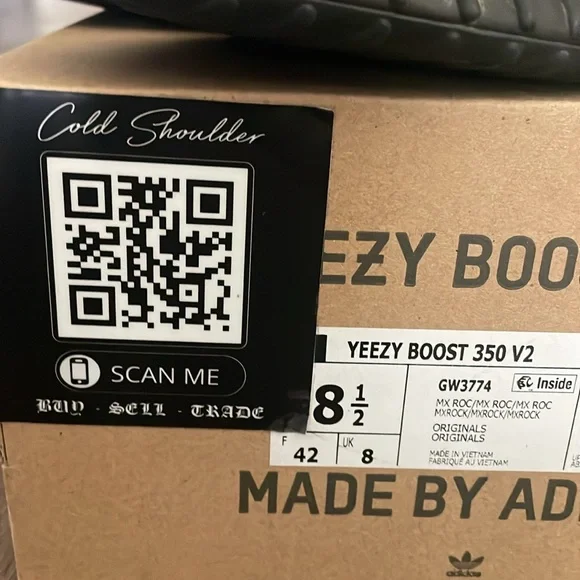 Cold Shoulder
SCAN ME
BUY - SELL - TRADE
EZY BOO
YEEZY BOOST 350 V2
8 1/2
GW3774
Inside
MX ROC/MX ROC/MX ROC
MXROCK/MXROCK/MXROCK
ORIGINALS
ORIGINALS
F
42
UK
8
MADE IN VIETNAM
FABRIQUÉ AU VIETNAM
MADE BY AD
adidas